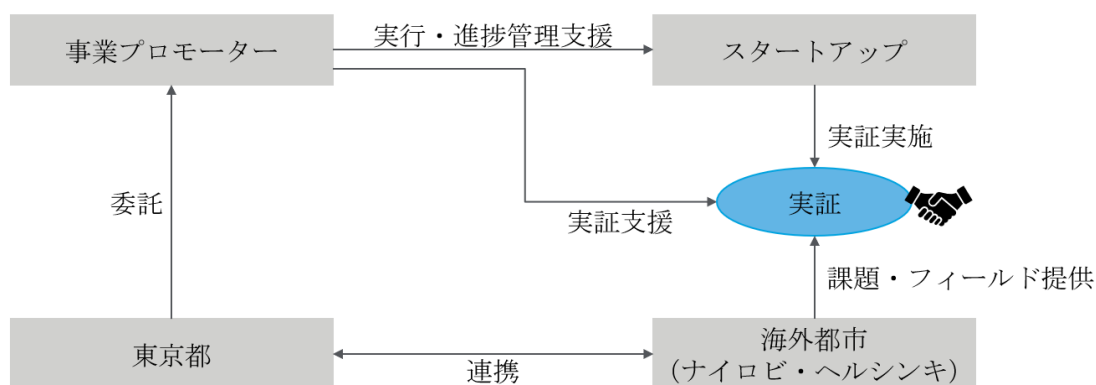 事業プロモーター
実行・進捗管理支援
スタートアップ
実証実施
委託
実証
実証支援
課題・フィールド提供
東京都
連携
海外都市
(ナイロビ・ヘルシンキ)